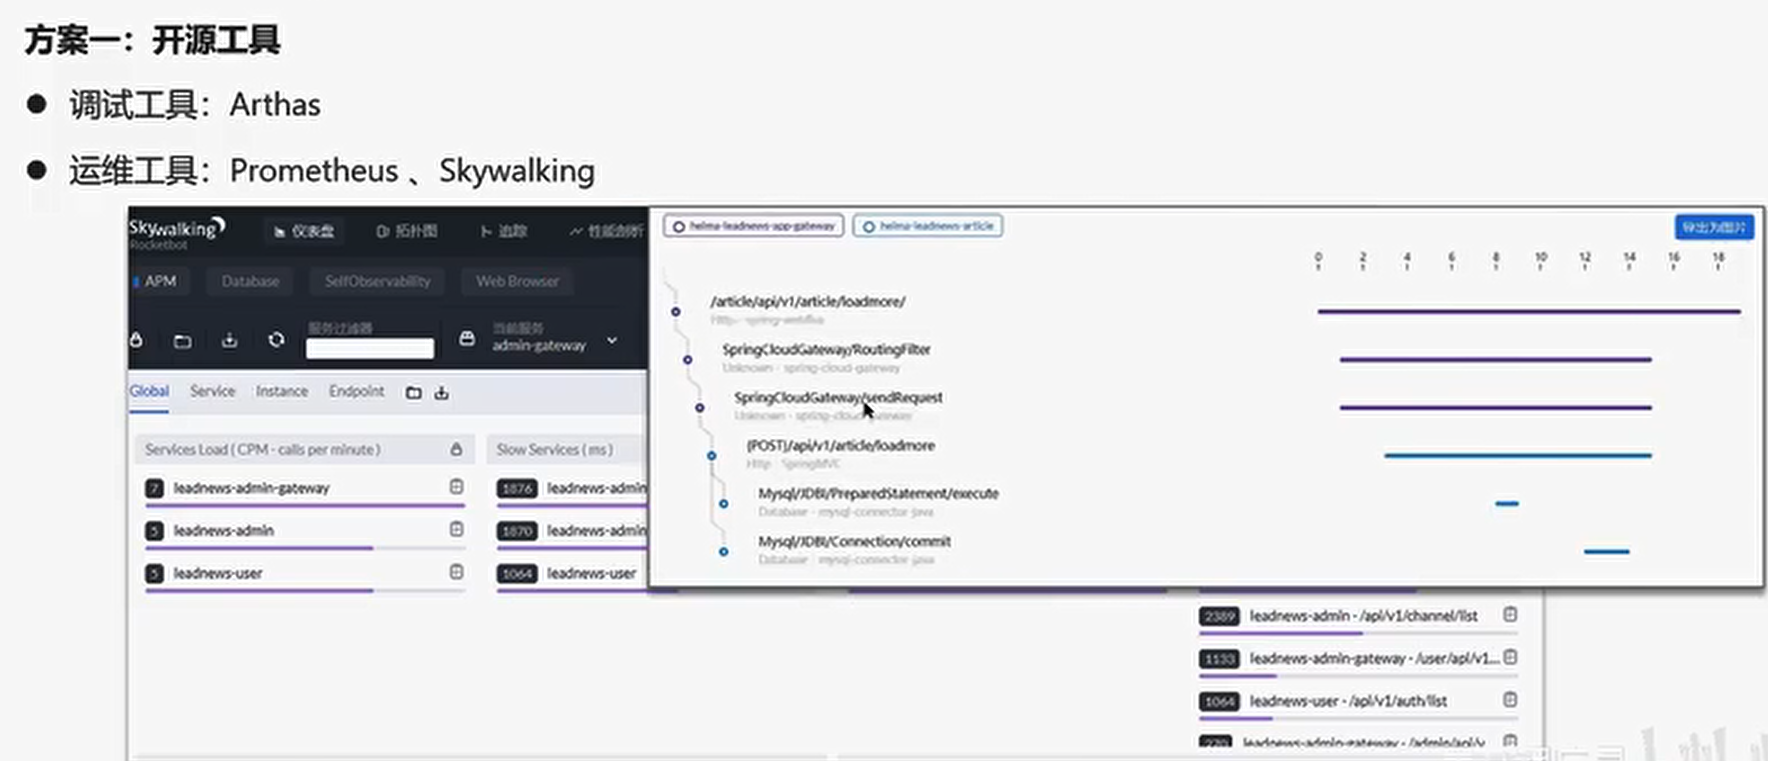 方案一：开源工具
● 调试工具：Arthas
● 运维工具：Prometheus 、Skywalking
Skywalking
Rocketbot
仪表盘
拓扑图
追踪
性能剖析
APM
Database
SelfObservability
Web Browser
服务过滤器
当前服务
admin-gateway
Global
Service
Instance
Endpoint
Services Load ( CPM - calls per minute )
7 leadnews-admin-gateway
5 leadnews-admin
5 leadnews-user
Slow Services ( ms )
1876 leadnews-admin
1870 leadnews-admin
1064 leadnews-user
heima-leadnews-app-gateway
heima-leadnews-article
导出为图片
0 2 4 6 8 10 12 14 16 18
/article/api/v1/article/loadmore/
Http - spring-webflux
SpringCloudGateway/RoutingFilter
Unknown - spring-cloud-gateway
SpringCloudGateway/sendRequest
Unknown - spring-cloud-gateway
{POST}/api/v1/article/loadmore
Http - SpringMVC
Mysql/JDBI/PreparedStatement/execute
Database - mysql-connector-java
Mysql/JDBI/Connection/commit
Database - mysql-connector-java
2389 leadnews-admin - /api/v1/channel/list
1133 leadnews-admin-gateway - /user/api/v1...
1064 leadnews-user - /api/v1/auth/list
leadnews-admin-gateway - /admin/api/v